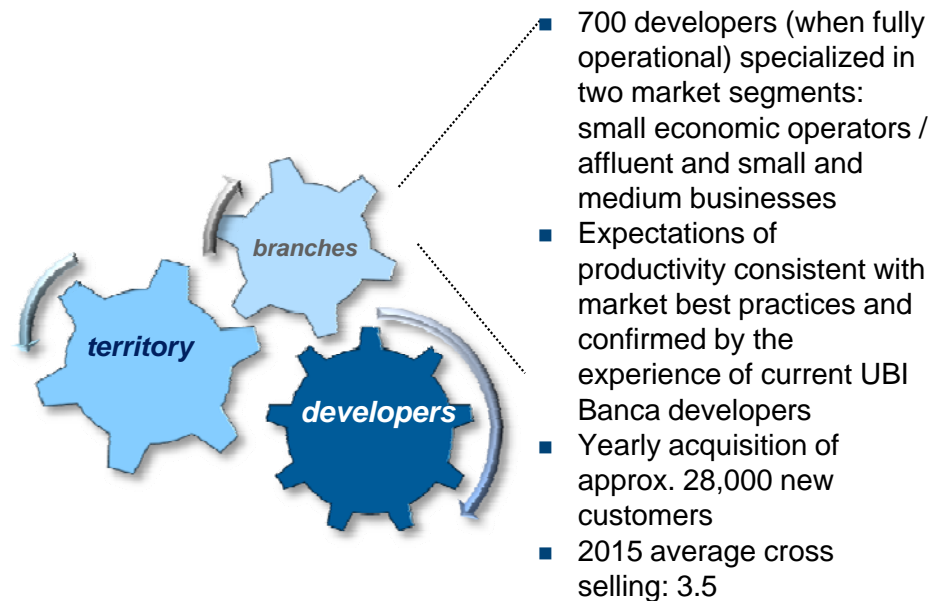 branches
territory
developers
■ 700 developers (when fully
operational) specialized in
two market segments:
small economic operators /
affluent and small and
medium businesses
■ Expectations of
productivity consistent with
market best practices and
confirmed by the
experience of current UBI
Banca developers
■ Yearly acquisition of
approx. 28,000 new
customers
■ 2015 average cross
selling: 3.5